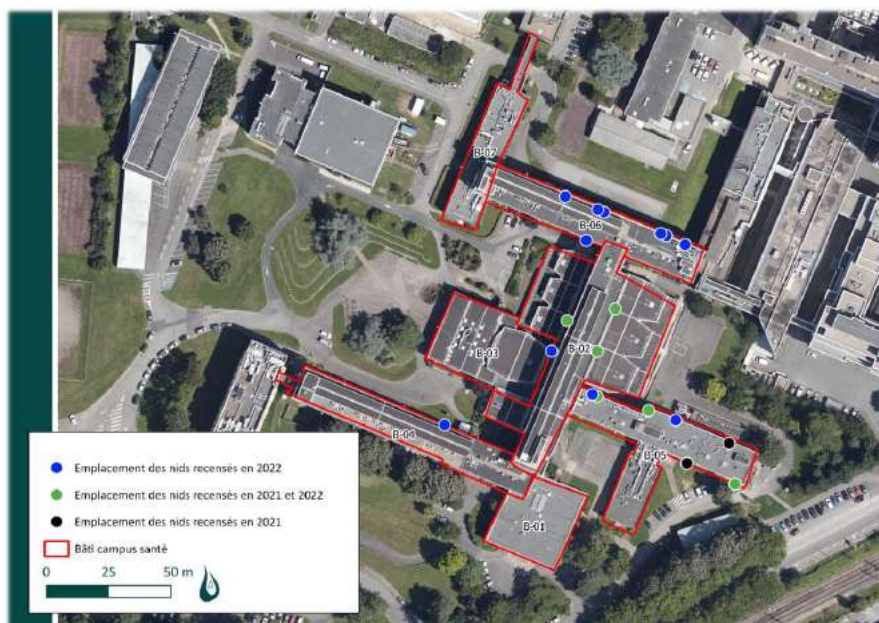 B-07
B-06
B-02
B-03
B-04
B-05
B-01
Emplacement des nids recensés en 2022
Emplacement des nids recensés en 2021 et 2022
Emplacement des nids recensés en 2021
Bâti campus santé
0 25 50 m